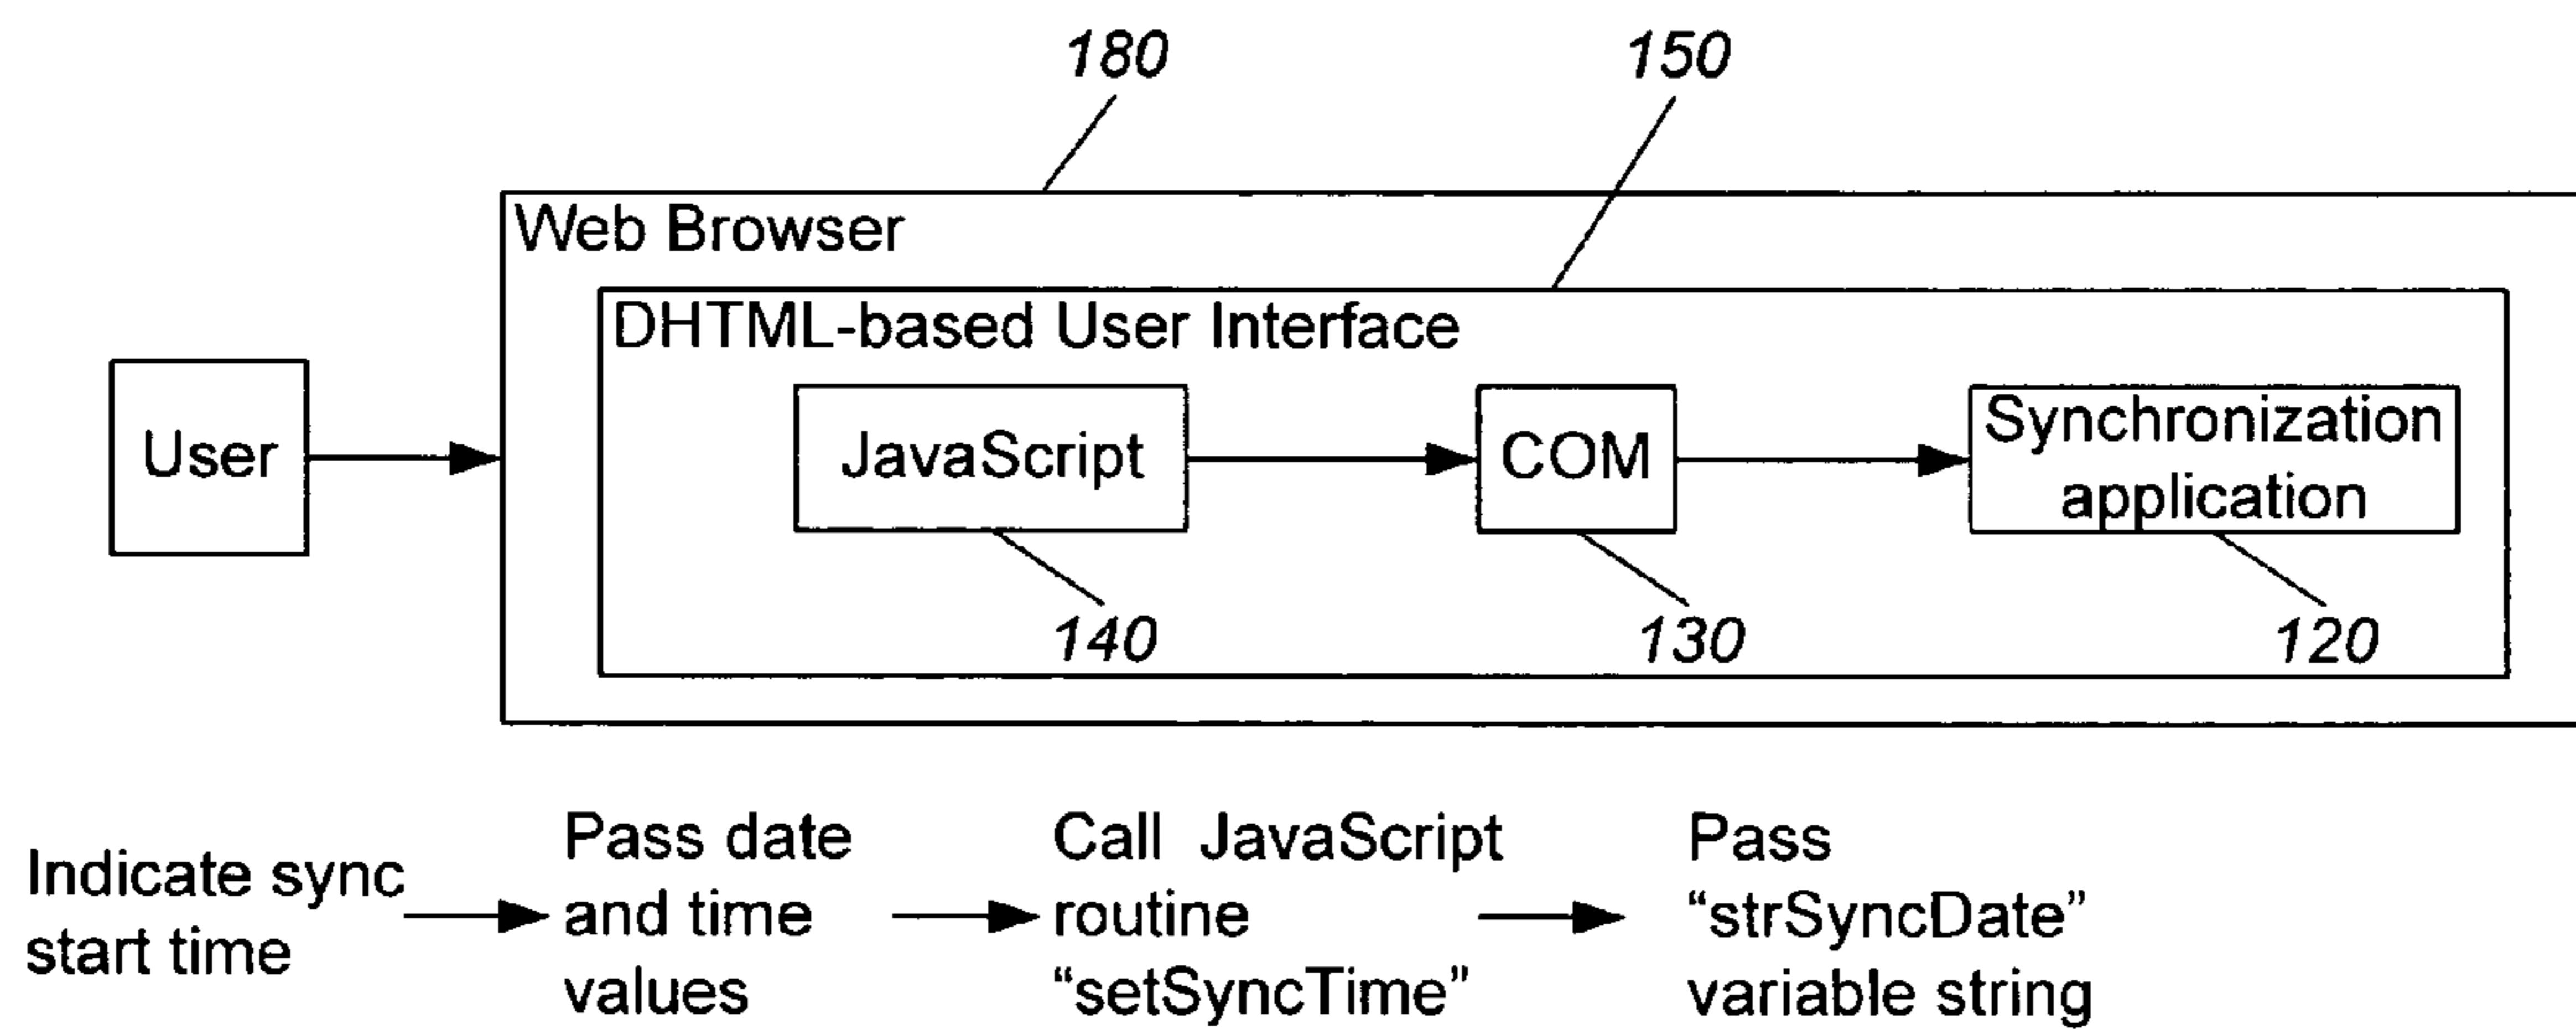 180
150
Web Browser
DHTML-based User Interface
User
JavaScript
COM
Synchronization
application
140
130
120
Indicate sync
start time
Pass date
and time
values
Call JavaScript
routine
“setSyncTime”
Pass
“strSyncDate”
variable string